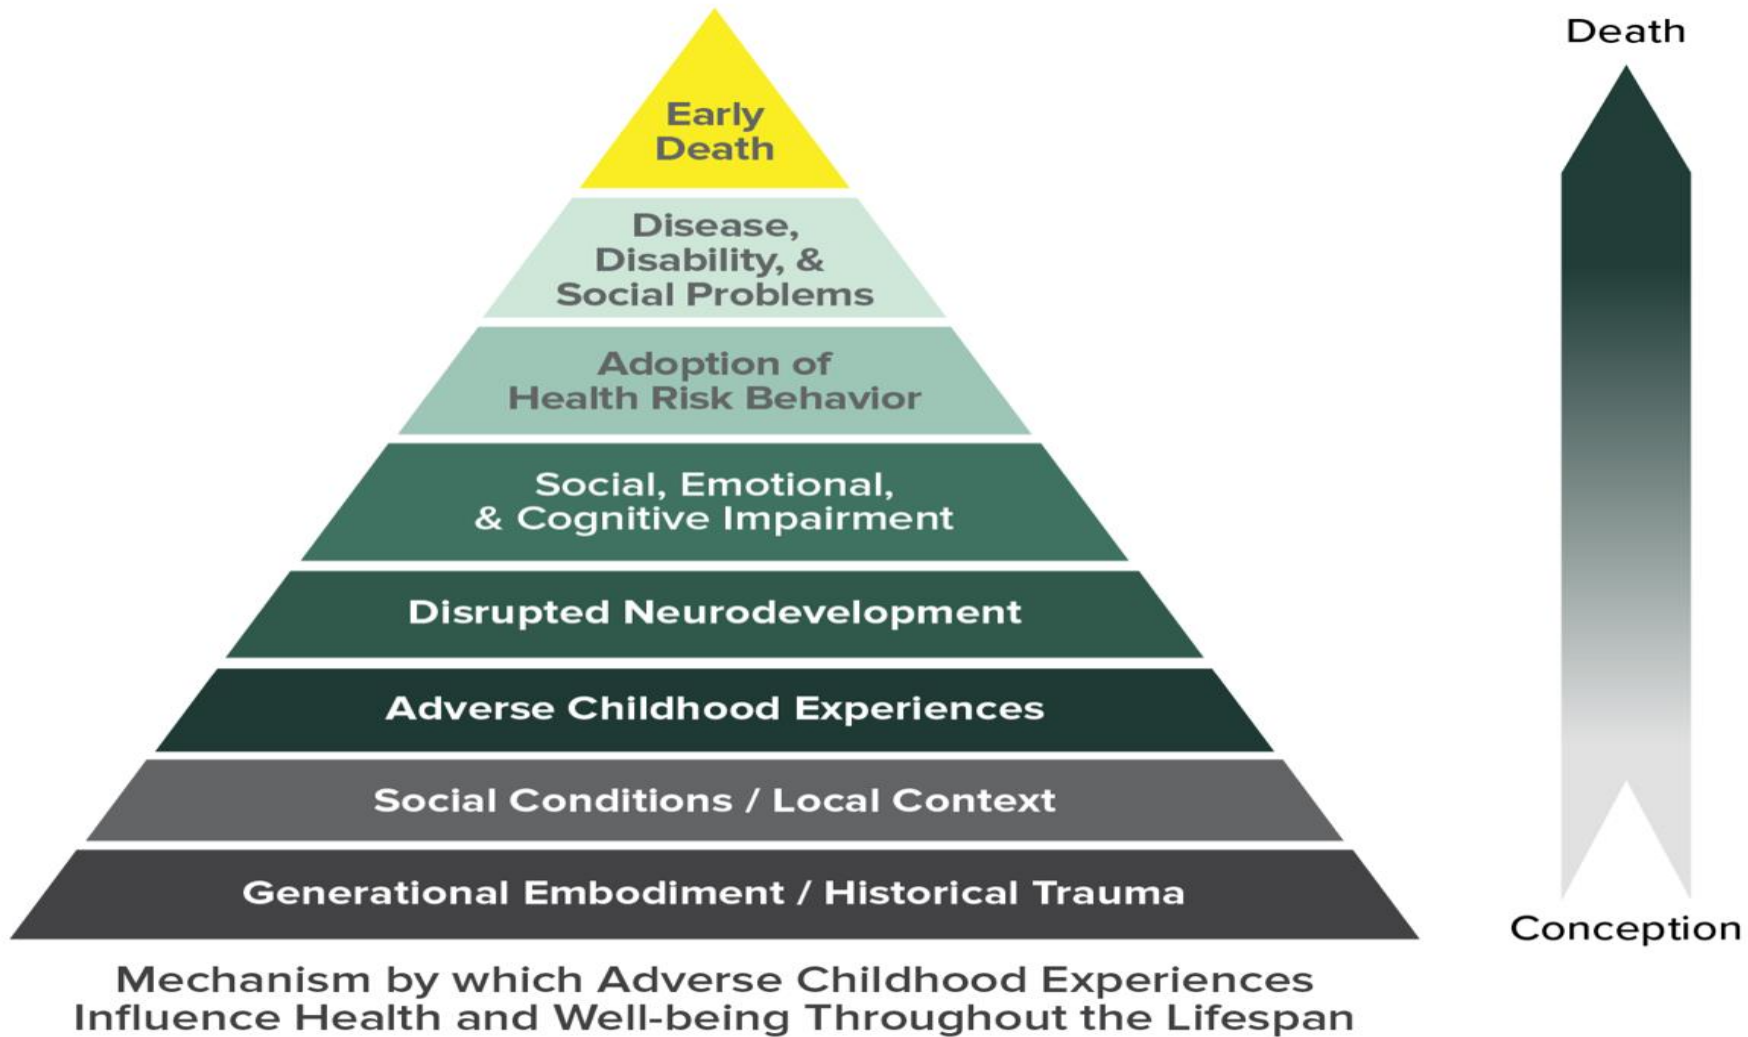 Early
Death
Disease,
Disability, &
Social Problems
Adoption of
Health Risk Behavior
Social, Emotional,
& Cognitive Impairment
Disrupted Neurodevelopment
Adverse Childhood Experiences
Social Conditions / Local Context
Generational Embodiment / Historical Trauma
Mechanism by which Adverse Childhood Experiences
Influence Health and Well-being Throughout the Lifespan
Death
Conception